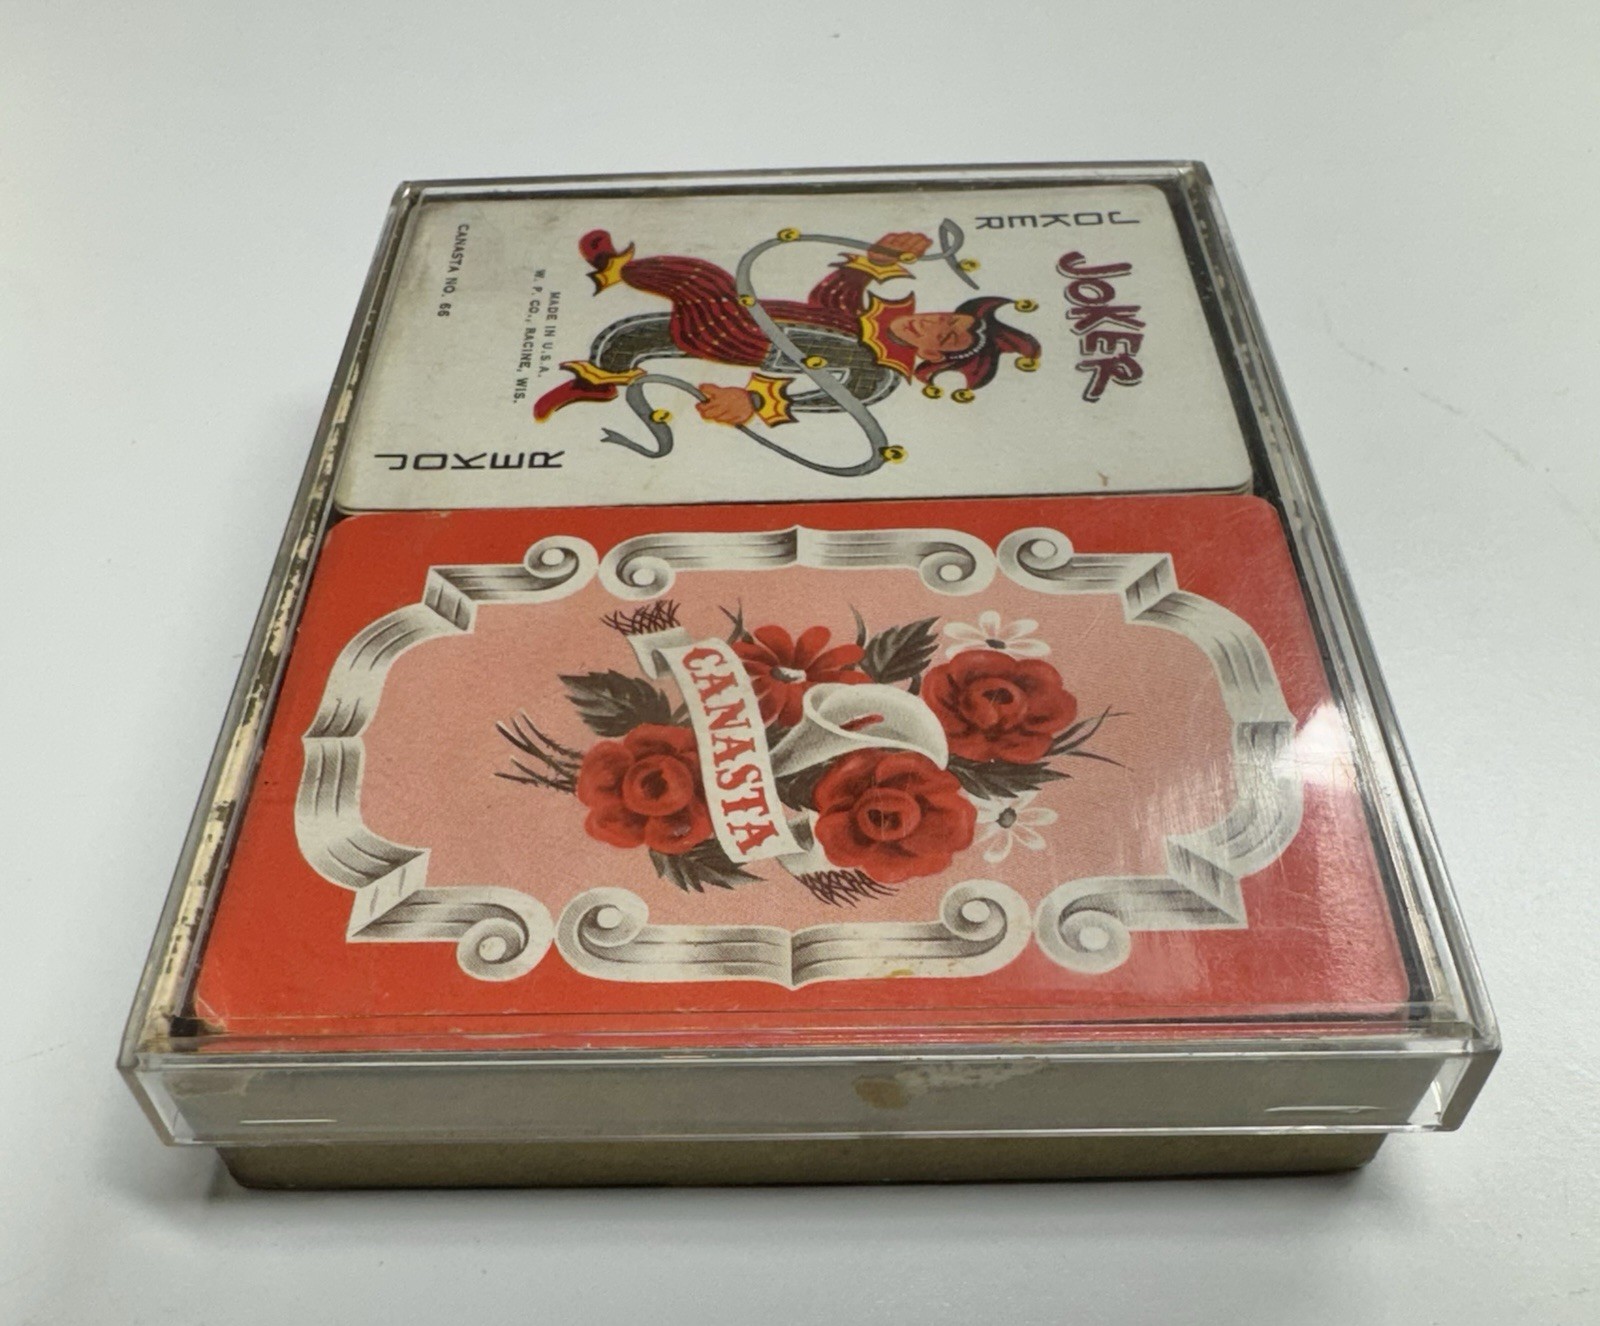 JOKER
JOKER
MADE IN U.S.A.
W. P. CO., RACINE, WIS.
CANASTA NO. 66
JOKER
CANASTA